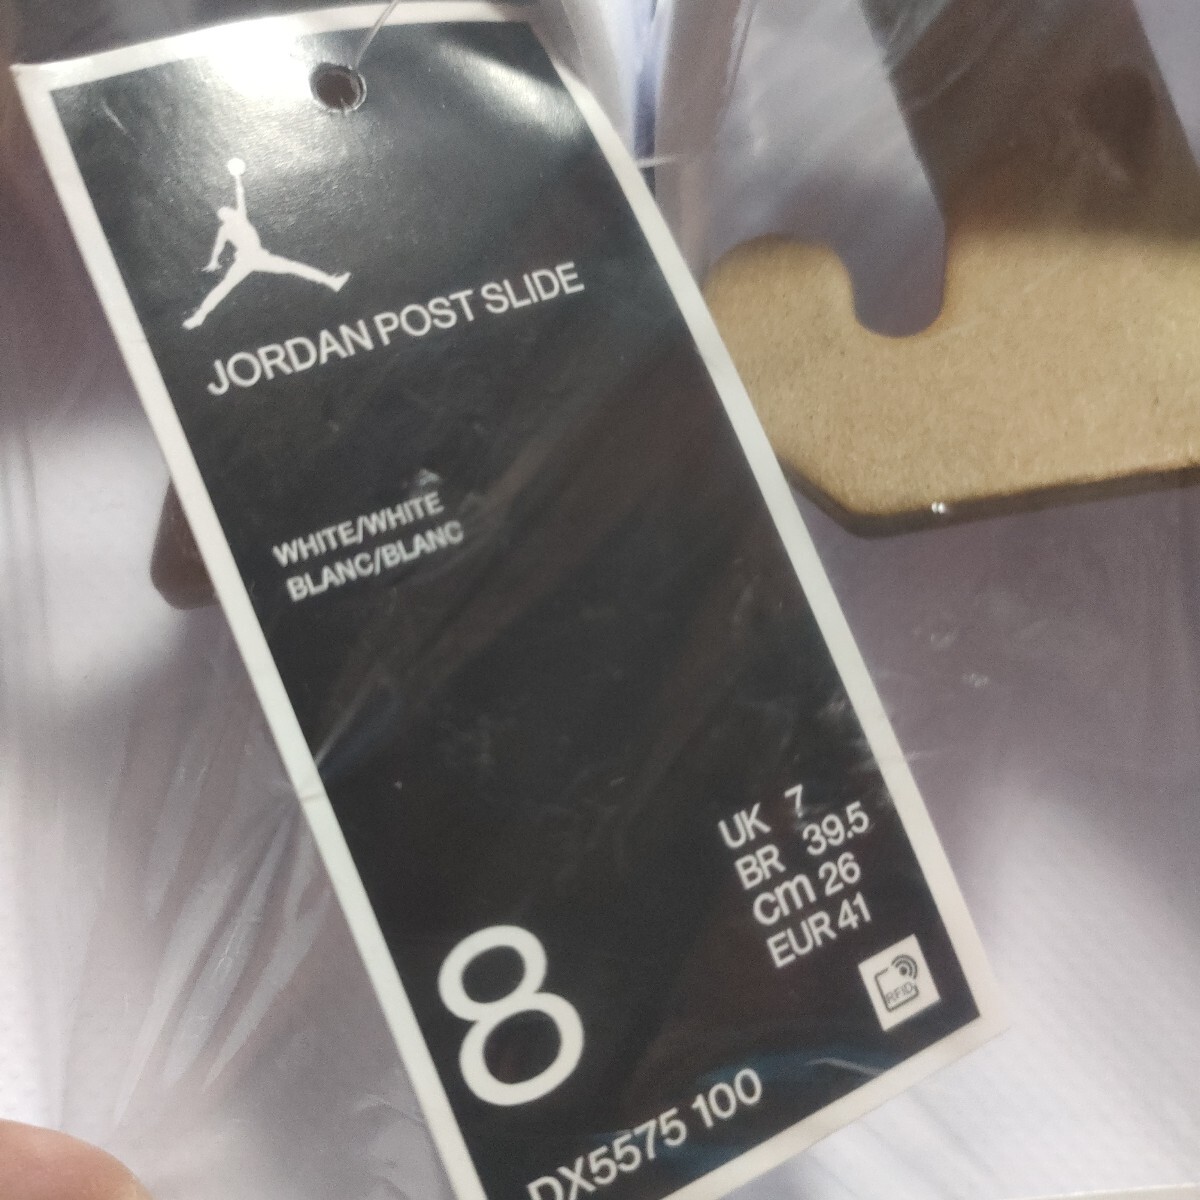 JORDAN POST SLIDE
WHITE/WHITE
BLANC/BLANC
UK 7
BR 39.5
cm 26
EUR 41
RFID
8
DX5575 100